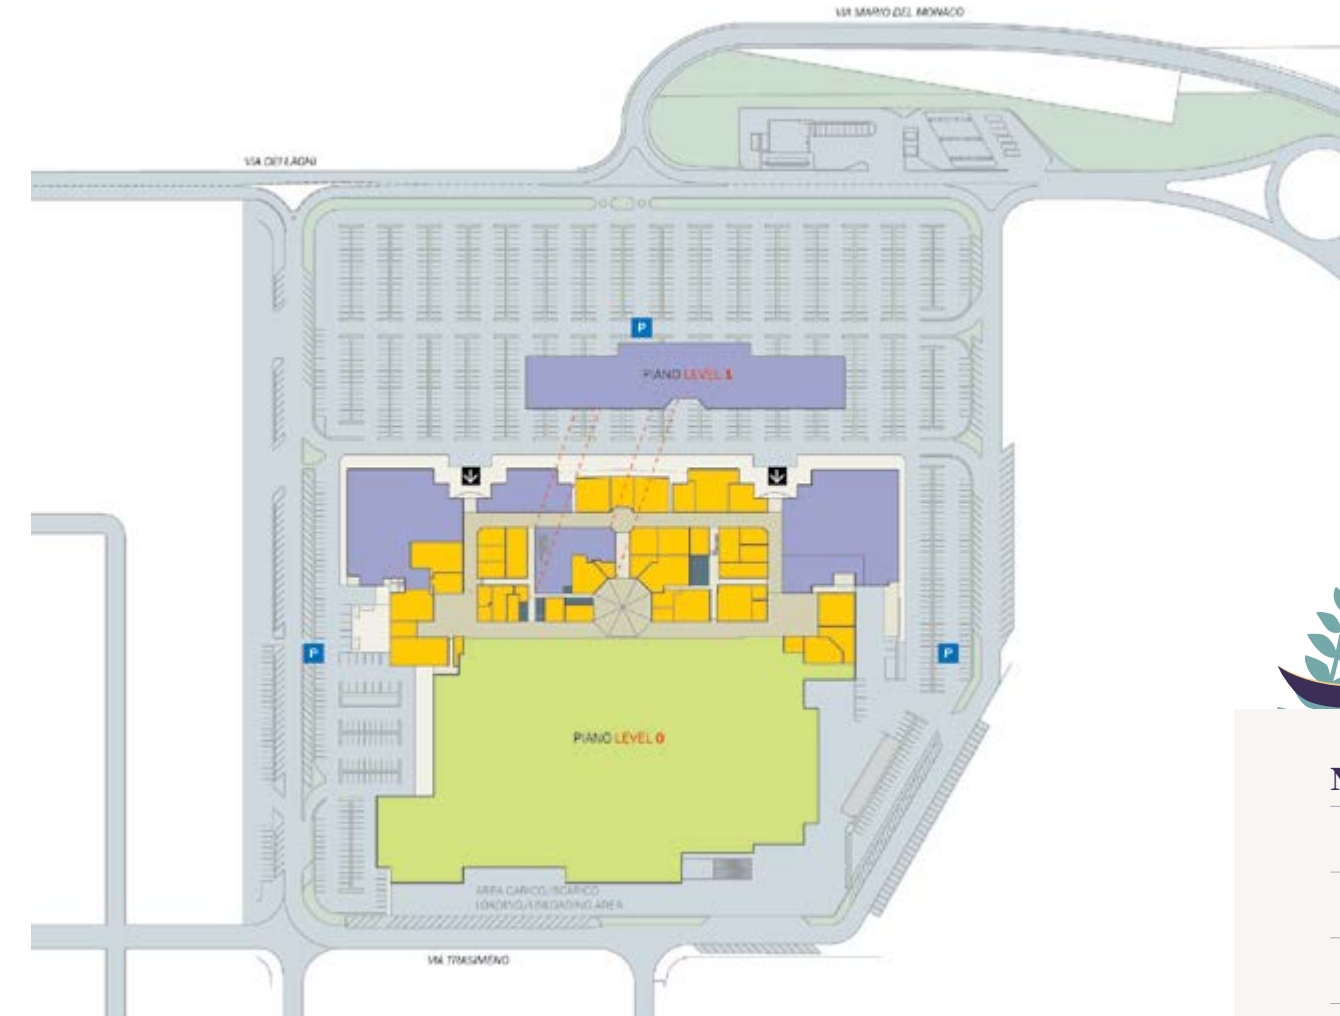 VIA MARIO DEL MONACO
VIA DEI LAGNI
P
PIANO LEVEL 1
P
P
PIANO LEVEL 0
AREA CARICO/SCARICO
LOADING/UNLOADING AREA
VIA TRASIMENO